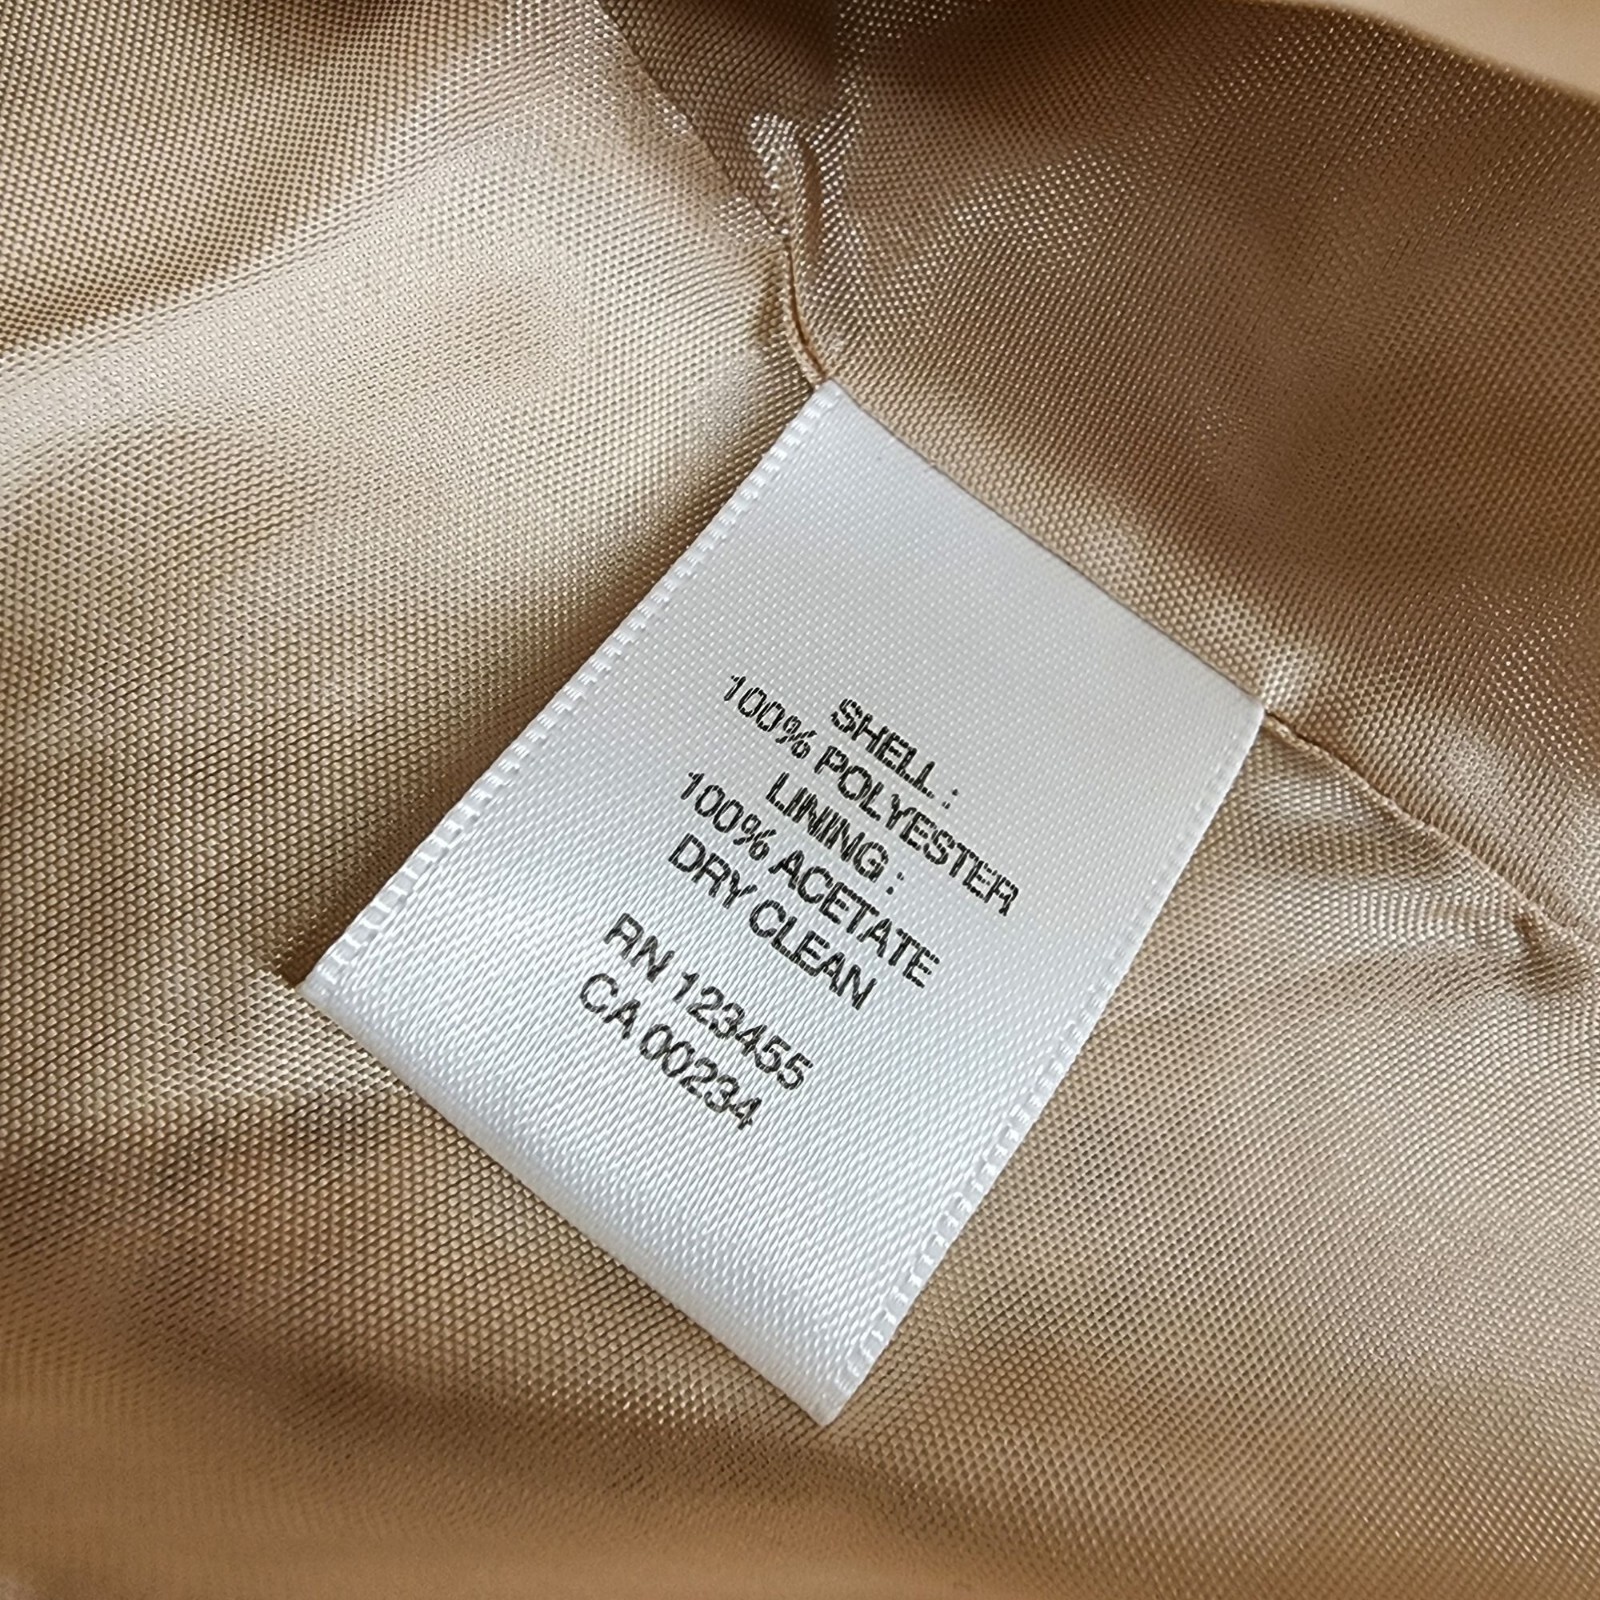 SHELL :
100% POLYESTER
LINING :
100% ACETATE
DRY CLEAN
RN 123455
CA 00234